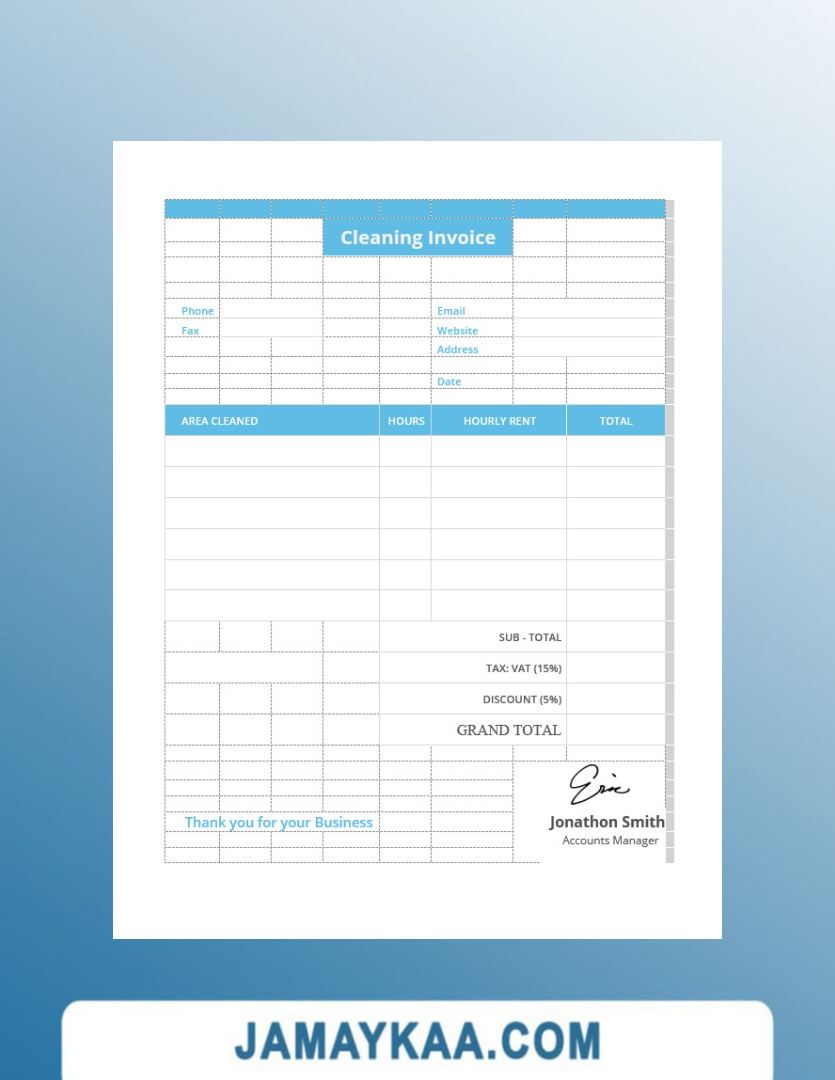 Cleaning Invoice
Phone
Email
Fax
Website
Address
Date
AREA CLEANED HOURS HOURLY RENT TOTAL
SUB - TOTAL
TAX: VAT (15%)
DISCOUNT (5%)
GRAND TOTAL
Eric
Thank you for your Business
Jonathon Smith
Accounts Manager
JAMAYKAA.COM